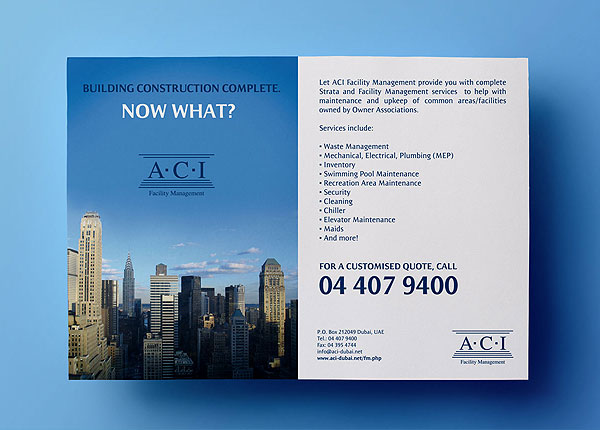 BUILDING CONSTRUCTION COMPLETE.
NOW WHAT?
A·C·I
Facility Management
Let ACI Facility Management provide you with complete
Strata and Facility Management services to help with
maintenance and upkeep of common areas/facilities
owned by Owner Associations.
Services include:
• Waste Management
• Mechanical, Electrical, Plumbing (MEP)
• Inventory
• Swimming Pool Maintenance
• Recreation Area Maintenance
• Security
• Cleaning
• Chiller
• Elevator Maintenance
• Maids
• And more!
FOR A CUSTOMISED QUOTE, CALL
04 407 9400
P.O. Box 212049 Dubai, UAE
Tel.: 04 407 9400
Fax: 04 395 4744
info@aci-dubai.net
www.aci-dubai.net/fm.php
A·C·I
Facility Management